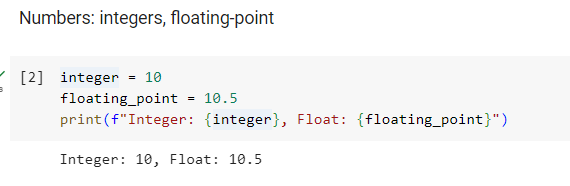 Numbers: integers, floating-point
[2] integer = 10
floating_point = 10.5
print(f"Integer: {integer}, Float: {floating_point}")
Integer: 10, Float: 10.5